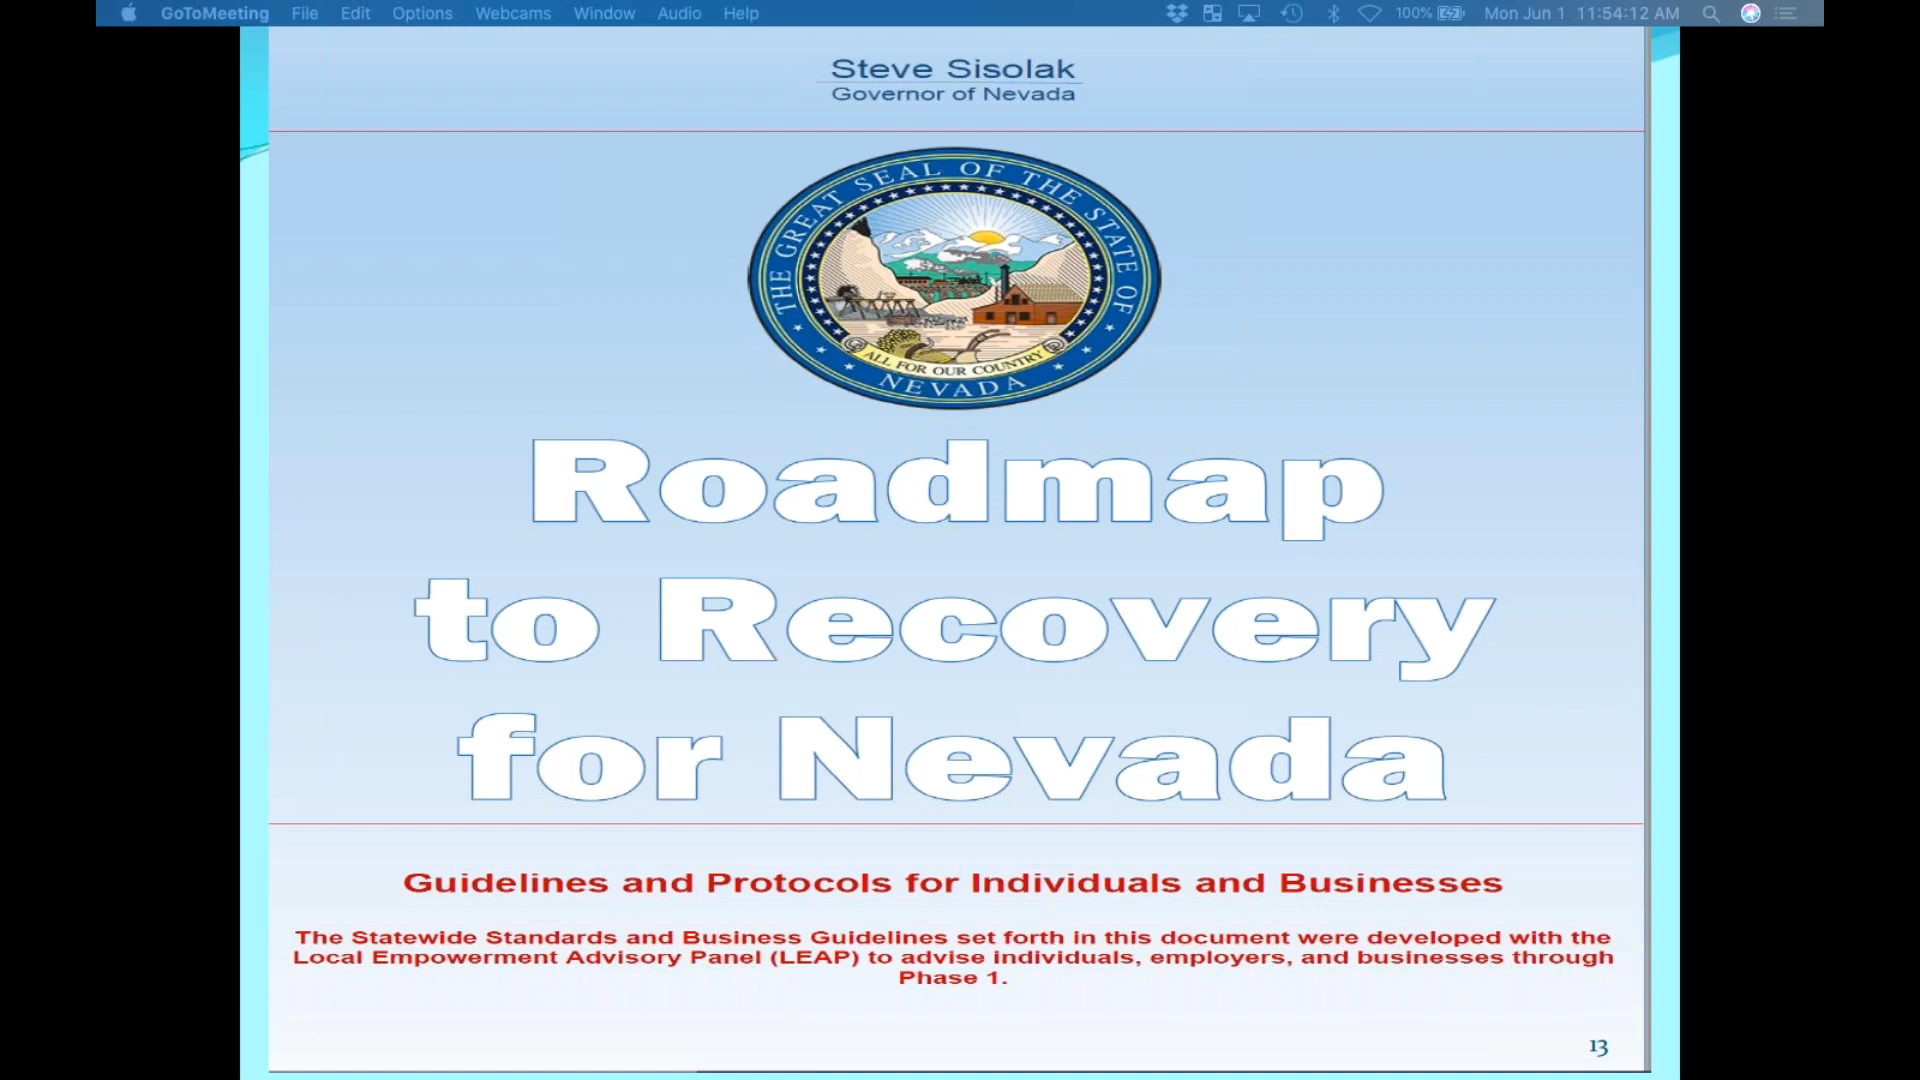 GoToMeeting File Edit Options Webcams Window Audio Help 100% Mon Jun 1 11:54:12 AM
Steve Sisolak
Governor of Nevada
THE GREAT SEAL OF THE STATE OF
ALL FOR OUR COUNTRY
NEVADA
Roadmap
to Recovery
for Nevada
Guidelines and Protocols for Individuals and Businesses
The Statewide Standards and Business Guidelines set forth in this document were developed with the
Local Empowerment Advisory Panel (LEAP) to advise individuals, employers, and businesses through
Phase 1.
13